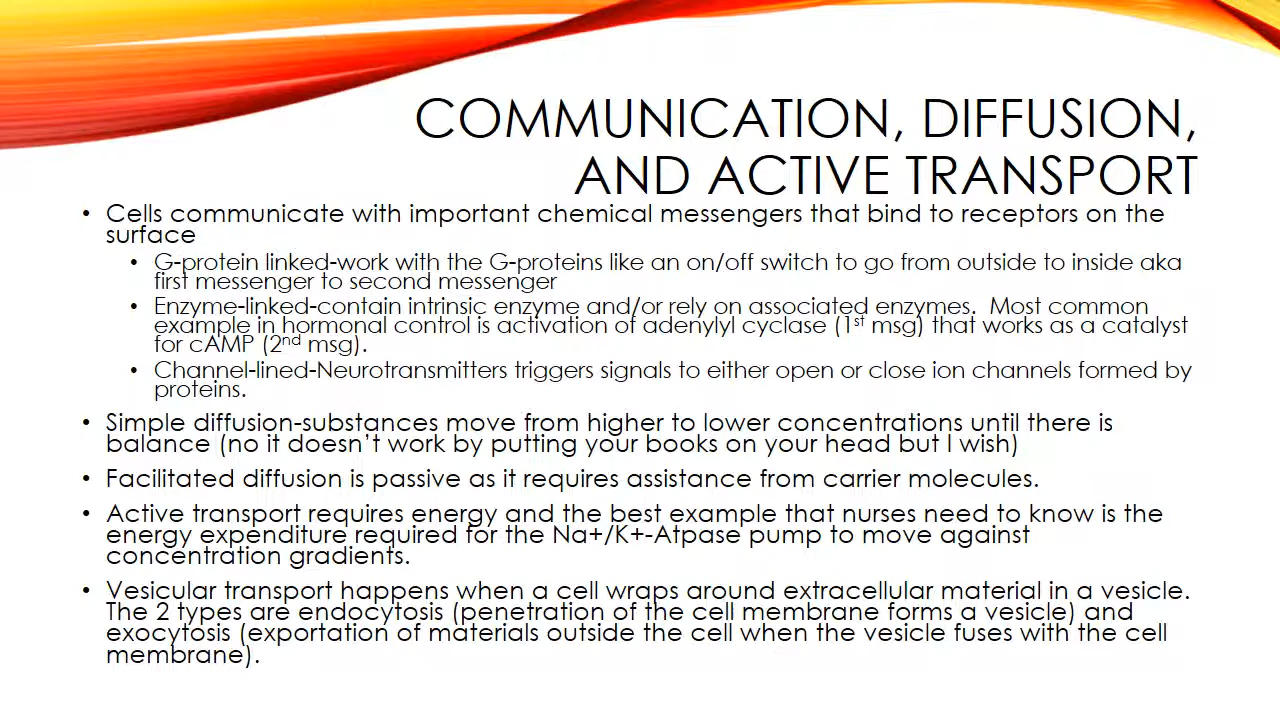 COMMUNICATION, DIFFUSION,
AND ACTIVE TRANSPORT
• Cells communicate with important chemical messengers that bind to receptors on the
surface
• G-protein linked-work with the G-proteins like an on/off switch to go from outside to inside aka
first messenger to second messenger
• Enzyme-linked-contain intrinsic enzyme and/or rely on associated enzymes. Most common
example in hormonal control is activation of adenylyl cyclase (1st msg) that works as a catalyst
for cAMP (2nd msg).
• Channel-lined-Neurotransmitters triggers signals to either open or close ion channels formed by
proteins.
• Simple diffusion-substances move from higher to lower concentrations until there is
balance (no it doesn't work by putting your books on your head but I wish)
• Facilitated diffusion is passive as it requires assistance from carrier molecules.
• Active transport requires energy and the best example that nurses need to know is the
energy expenditure required for the Na+/K+-Atpase pump to move against
concentration gradients.
• Vesicular transport happens when a cell wraps around extracellular material in a vesicle.
The 2 types are endocytosis (penetration of the cell membrane forms a vesicle) and
exocytosis (exportation of materials outside the cell when the vesicle fuses with the cell
membrane).